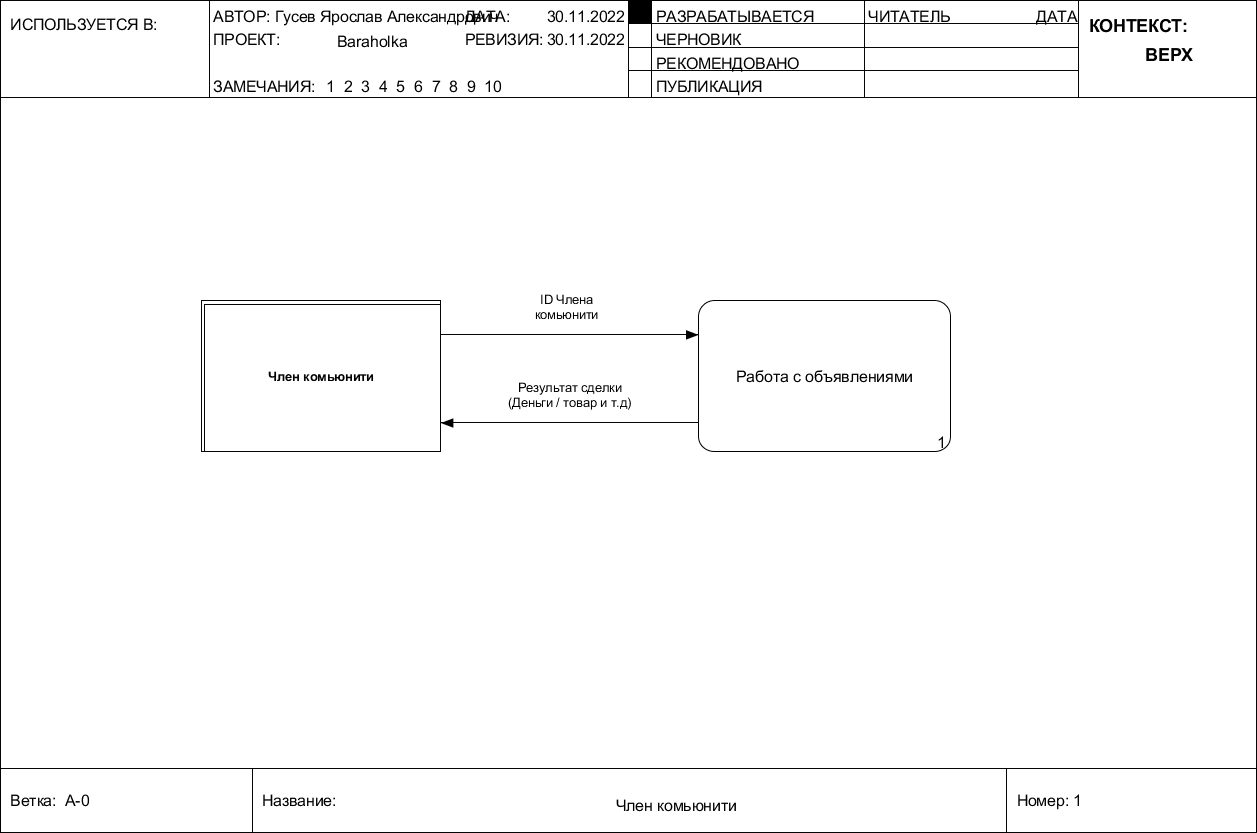 ИСПОЛЬЗУЕТСЯ В:
АВТОР: Гусев Ярослав Александрович
ДАТА: 30.11.2022
ПРОЕКТ: Baraholka
РЕВИЗИЯ: 30.11.2022
ЗАМЕЧАНИЯ: 1 2 3 4 5 6 7 8 9 10
РАЗРАБАТЫВАЕТСЯ
ЧЕРНОВИК
РЕКОМЕНДОВАНО
ПУБЛИКАЦИЯ
ЧИТАТЕЛЬ ДАТА
КОНТЕКСТ:
ВЕРХ
ID Члена
комьюнити
Член комьюнити
Работа с объявлениями
Результат сделки
(Деньги / товар и т.д)
1
Ветка: A-0
Название: Член комьюнити
Номер: 1